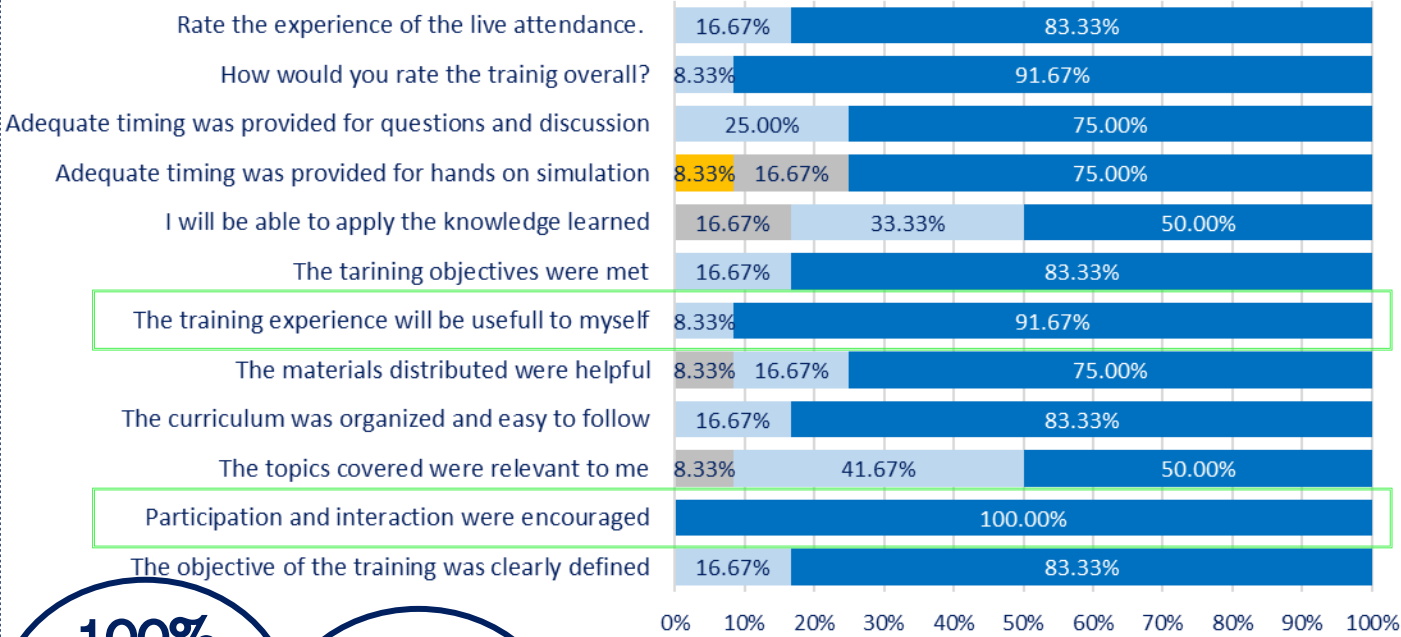 Rate the experience of the live attendance. 16.67% 83.33%
How would you rate the trainig overall? 8.33% 91.67%
Adequate timing was provided for questions and discussion 25.00% 75.00%
Adequate timing was provided for hands on simulation 8.33% 16.67% 75.00%
I will be able to apply the knowledge learned 16.67% 33.33% 50.00%
The tarining objectives were met 16.67% 83.33%
The training experience will be usefull to myself 8.33% 91.67%
The materials distributed were helpful 8.33% 16.67% 75.00%
The curriculum was organized and easy to follow 16.67% 83.33%
The topics covered were relevant to me 8.33% 41.67% 50.00%
Participation and interaction were encouraged 100.00%
The objective of the training was clearly defined 16.67% 83.33%
0% 10% 20% 30% 40% 50% 60% 70% 80% 90% 100%
100%